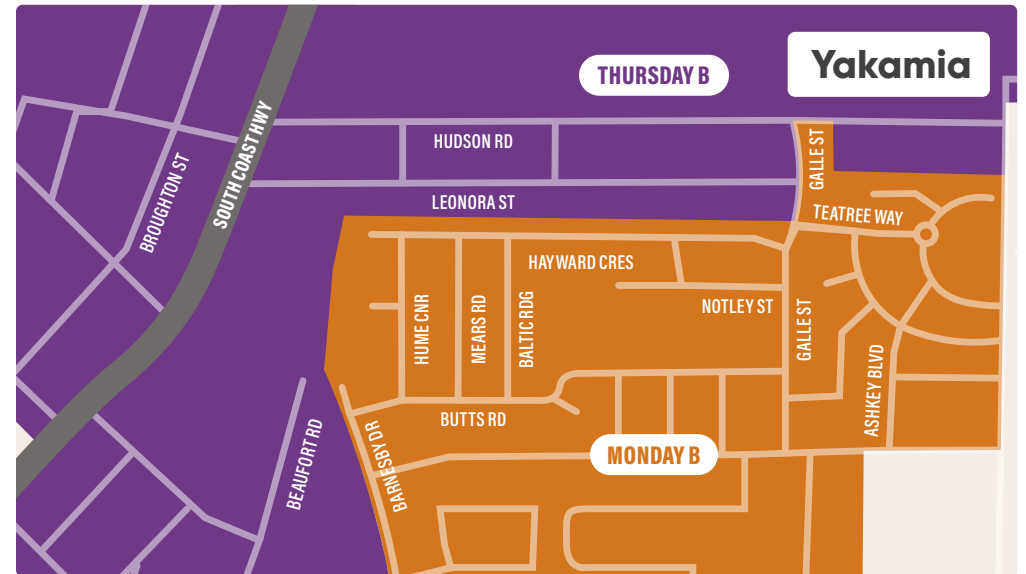 Yakamia
THURSDAY B
SOUTH COAST HWY
HUDSON RD
GALLE ST
BROUGHTON ST
LEONORA ST
TEATREE WAY
HAYWARD CRES
NOTLEY ST
HUME CNR
MEARS RD
BALTIC RDG
GALLE ST
ASHKEY BLVD
BUTTS RD
BEAUFORT RD
BARNESBY DR
MONDAY B